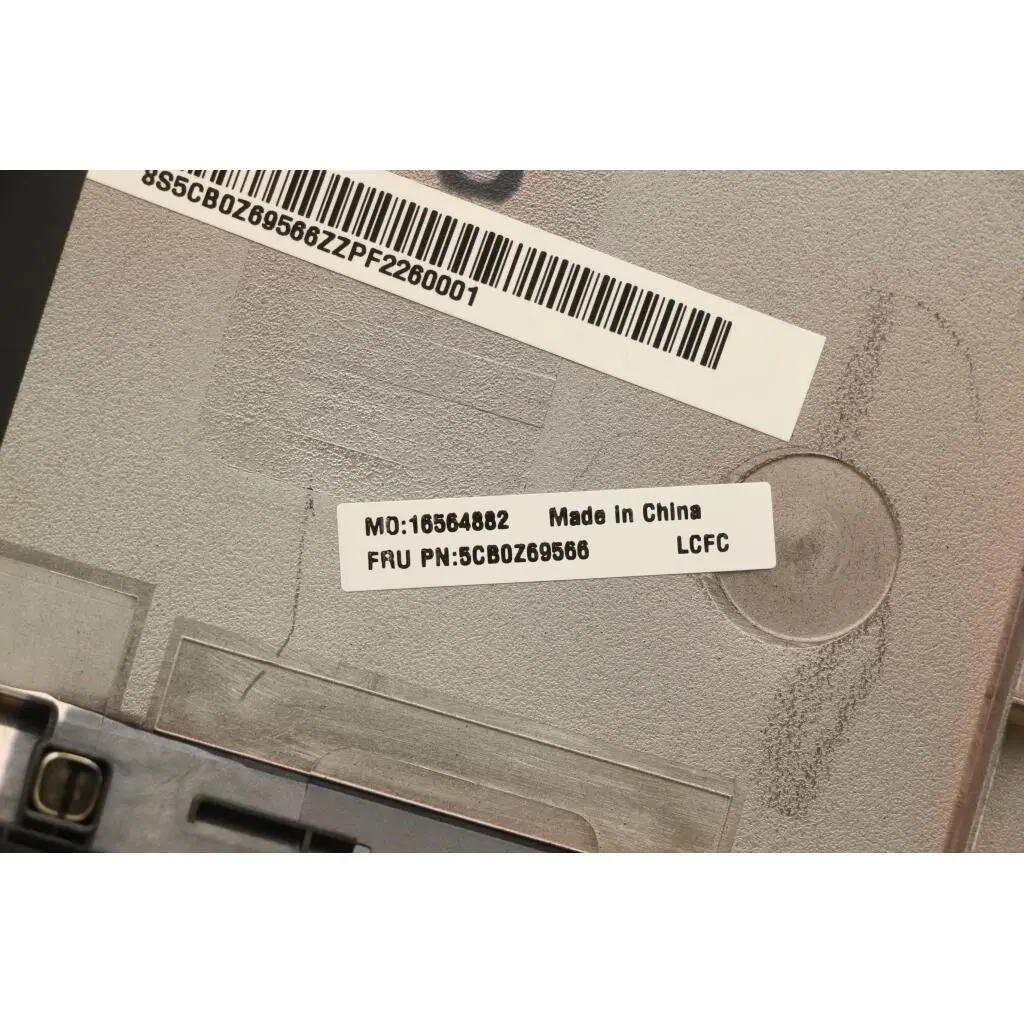 8S5CB0Z69566ZZPF2260001
MO:16564882 Made in China
FRU PN:5CB0Z69566 LCFC